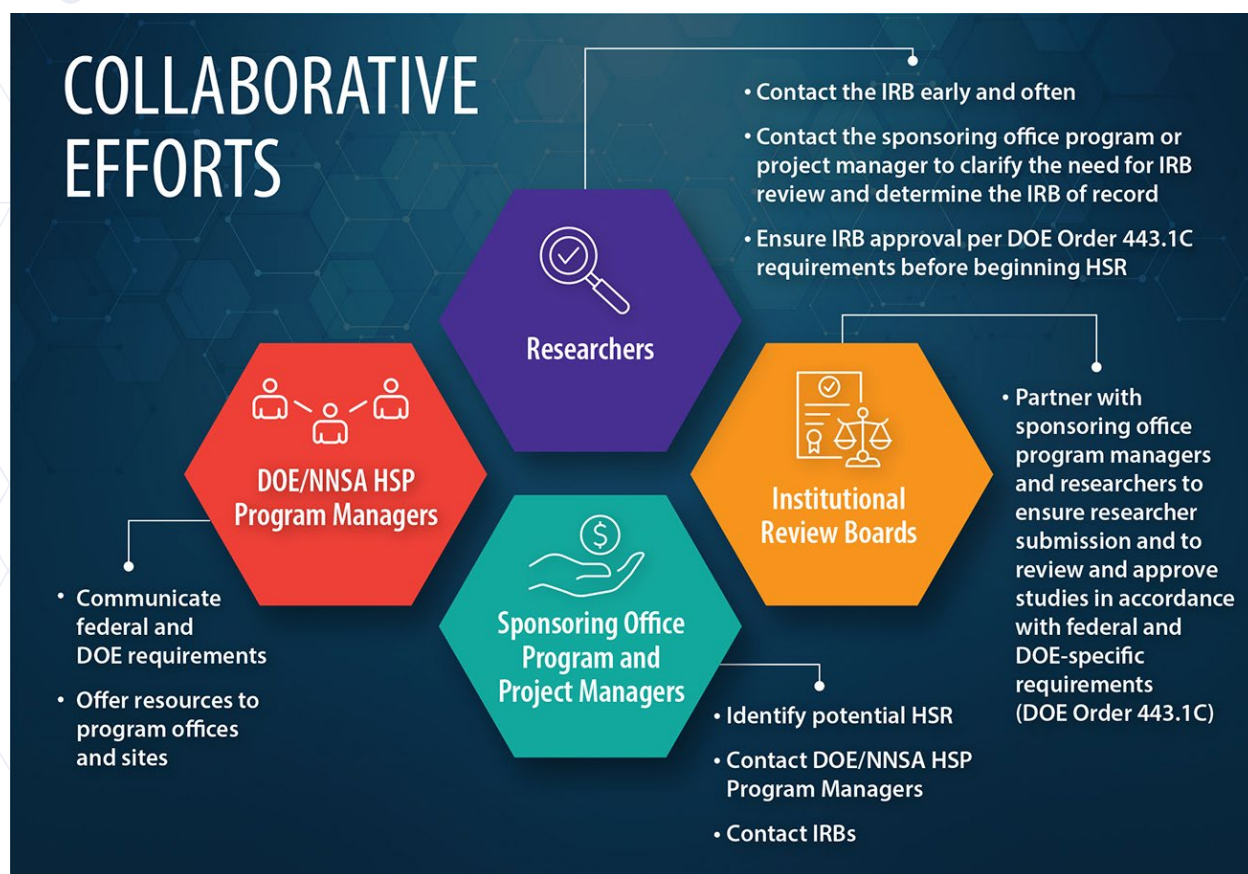 COLLABORATIVE
EFFORTS
• Contact the IRB early and often
• Contact the sponsoring office program or
project manager to clarify the need for IRB
review and determine the IRB of record
• Ensure IRB approval per DOE Order 443.1C
requirements before beginning HSR
Researchers
DOE/NNSA HSP
Program Managers
• Communicate
federal and
DOE requirements
• Offer resources to
program offices
and sites
Institutional
Review Boards
• Partner with
sponsoring office
program managers
and researchers to
ensure researcher
submission and to
review and approve
studies in accordance
with federal and
DOE-specific
requirements
(DOE Order 443.1C)
$
Sponsoring Office
Program and
Project Managers
• Identify potential HSR
• Contact DOE/NNSA HSP
Program Managers
• Contact IRBs